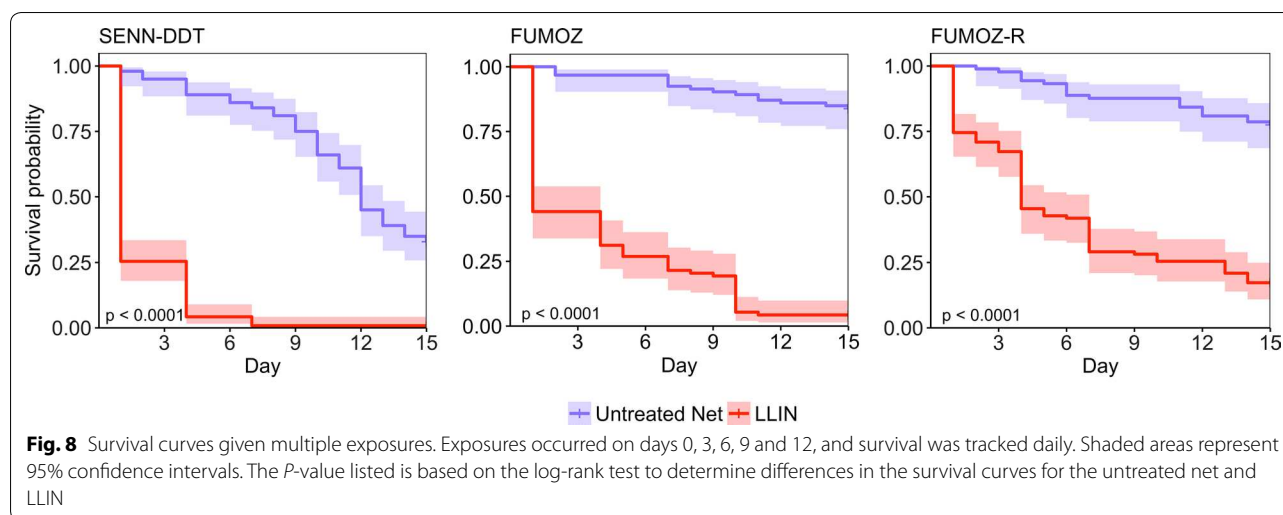 SENN-DDT
FUMOZ
FUMOZ-R
Survival probability
1.00
0.75
0.50
0.25
0.00
p < 0.0001
3
6
9
12
15
Day
1.00
0.75
0.50
0.25
0.00
p < 0.0001
3
6
9
12
15
Day
1.00
0.75
0.50
0.25
0.00
p < 0.0001
3
6
9
12
15
Day
Untreated Net
LLIN
Fig. 8 Survival curves given multiple exposures. Exposures occurred on days 0, 3, 6, 9 and 12, and survival was tracked daily. Shaded areas represent
95% confidence intervals. The P-value listed is based on the log-rank test to determine differences in the survival curves for the untreated net and
LLIN